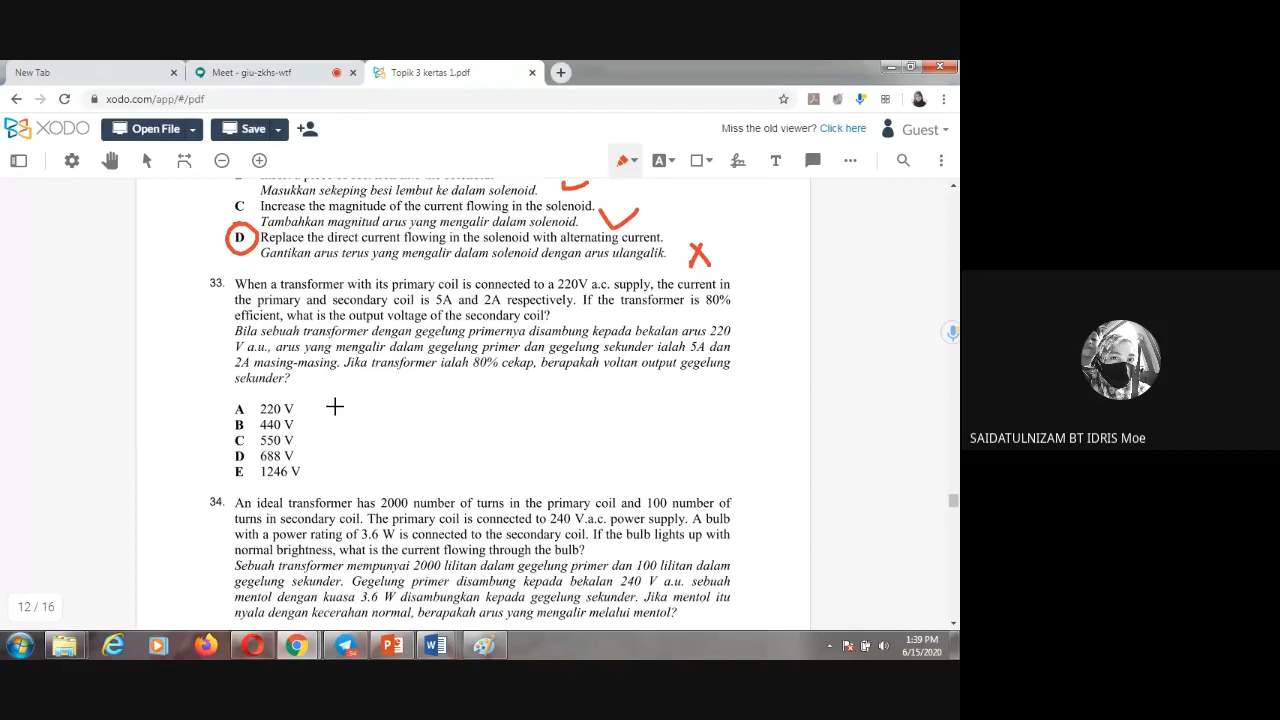 New Tab
Meet - giu-zkhs-wtf
Topik 3 kertas 1.pdf
xodo.com/app/#/pdf
XODO
Open File
Save
Miss the old viewer? Click here
Guest
Masukkan sekeping besi lembut ke dalam solenoid.
C Increase the magnitude of the current flowing in the solenoid.
Tambahkan magnitud arus yang mengalir dalam solenoid.
D Replace the direct current flowing in the solenoid with alternating current.
Gantikan arus terus yang mengalir dalam solenoid dengan arus ulangalik.
33. When a transformer with its primary coil is connected to a 220V a.c. supply, the current in
the primary and secondary coil is 5A and 2A respectively. If the transformer is 80%
efficient, what is the output voltage of the secondary coil?
Bila sebuah transformer dengan gegelung primernya disambung kepada bekalan arus 220
V a.u., arus yang mengalir dalam gegelung primer dan gegelung sekunder ialah 5A dan
2A masing-masing. Jika transformer ialah 80% cekap, berapakah voltan output gegelung
sekunder?
A 220 V
B 440 V
C 550 V
D 688 V
E 1246 V
34. An ideal transformer has 2000 number of turns in the primary coil and 100 number of
turns in secondary coil. The primary coil is connected to 240 V.a.c. power supply. A bulb
with a power rating of 3.6 W is connected to the secondary coil. If the bulb lights up with
normal brightness, what is the current flowing through the bulb?
Sebuah transformer mempunyai 2000 lilitan dalam gegelung primer dan 100 lilitan dalam
gegelung sekunder. Gegelung primer disambung kepada bekalan 240 V a.u. sebuah
mentol dengan kuasa 3.6 W disambungkan kepada gegelung sekunder. Jika mentol itu
nyala dengan kecerahan normal, berapakah arus yang mengalir melalui mentol?
12 / 16
SAIDATULNIZAM BT IDRIS Moe
1:39 PM
6/15/2020